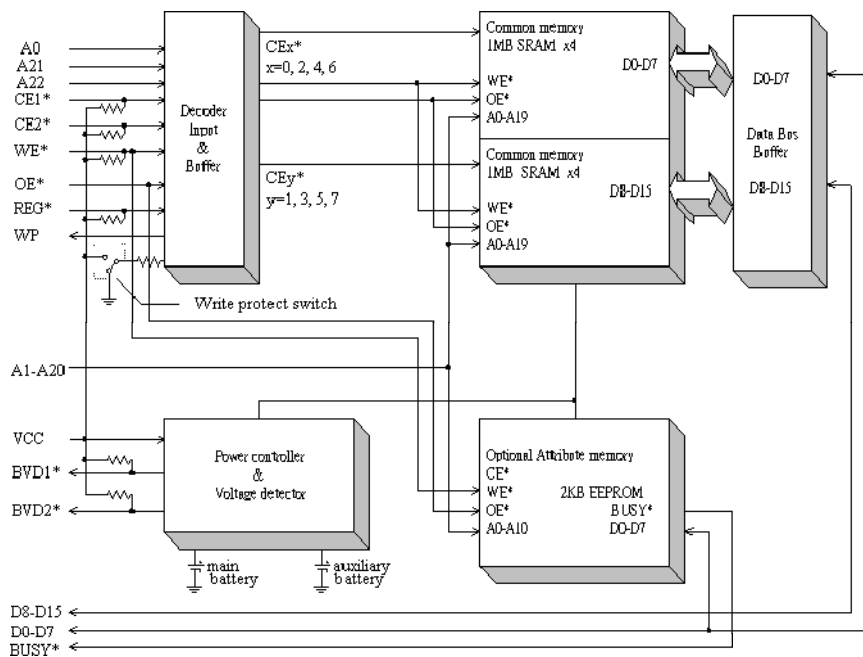 A0
A21
A22
CE1*
CE2*
WE*
OE*
REG*
WP
Decoder
Input
&
Buffer
CEx*
x=0, 2, 4, 6
CEy*
y=1, 3, 5, 7
Common memory
1MB SRAM x4
D0-D7
WE*
OE*
A0-A19
Common memory
1MB SRAM x4
D8-D15
WE*
OE*
A0-A19
D0-D7
Data Bus
Buffer
D8-D15
Write protect switch
A1-A20
VCC
BVD1*
BVD2*
Power controller
&
Voltage detector
main
battery
auxiliary
battery
Optional Attribute memory
CE*
WE*
2KB EEPROM
OE*
BUSY*
A0-A10
D0-D7
D8-D15
D0-D7
BUSY*